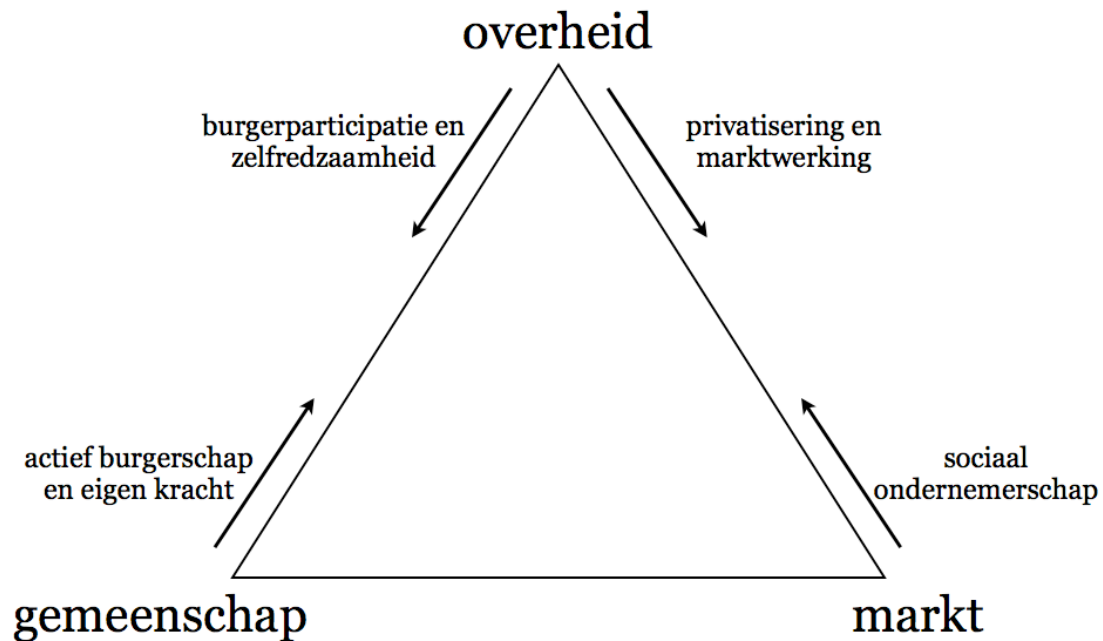 overheid
burgerparticipatie en
zelfredzaamheid
privatisering en
marktwerking
actief burgerschap
en eigen kracht
sociaal
ondernemerschap
gemeenschap
markt